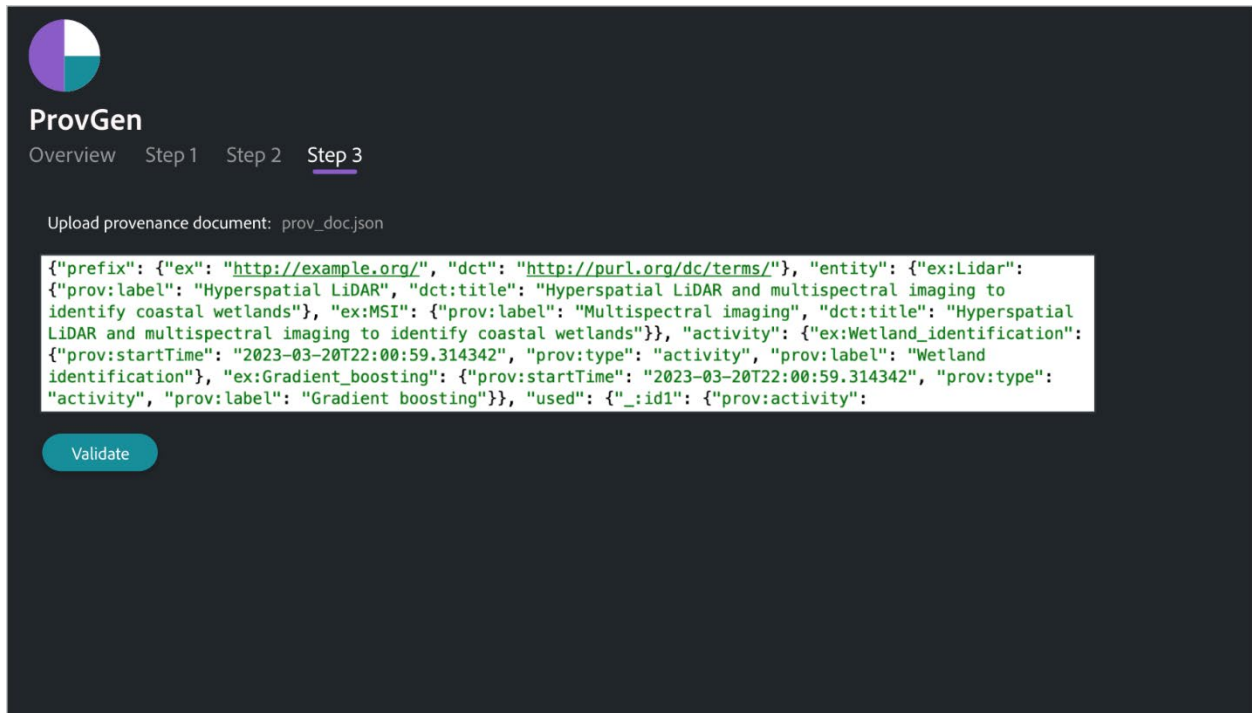 ProvGen
Overview Step 1 Step 2 Step 3
Upload provenance document: prov_doc.json
{"prefix": {"ex": "http://example.org/", "dct": "http://purl.org/dc/terms/"}, "entity": {"ex:Lidar":
{"prov:label": "Hyperspatial LiDAR", "dct:title": "Hyperspatial LiDAR and multispectral imaging to
identify coastal wetlands"}, "ex:MSI": {"prov:label": "Multispectral imaging", "dct:title": "Hyperspatial
LiDAR and multispectral imaging to identify coastal wetlands"}}, "activity": {"ex:Wetland_identification":
{"prov:startTime": "2023-03-20T22:00:59.314342", "prov:type": "activity", "prov:label": "Wetland
identification"}, "ex:Gradient_boosting": {"prov:startTime": "2023-03-20T22:00:59.314342", "prov:type":
"activity", "prov:label": "Gradient boosting"}}, "used": {"_:id1": {"prov:activity":
Validate